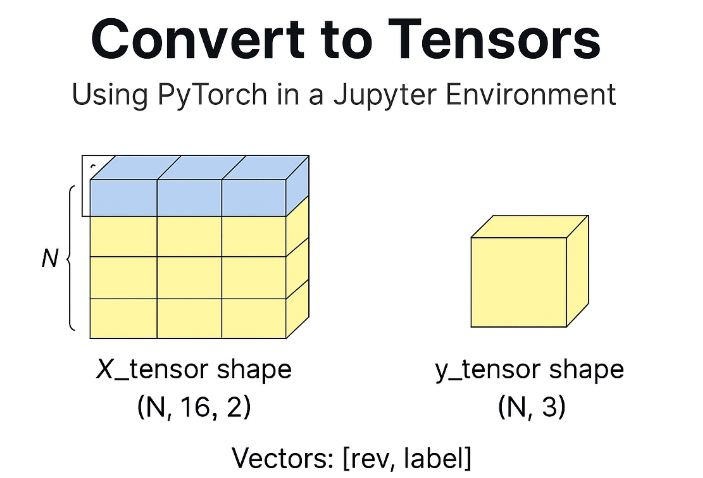 Convert to Tensors
Using PyTorch in a Jupyter Environment
N
X_tensor shape
(N, 16, 2)
y_tensor shape
(N, 3)
Vectors: [rev, label]